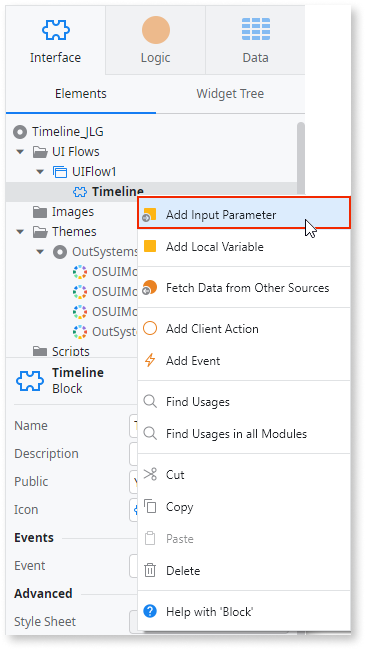 Interface
Logic
Data
Elements
Widget Tree
Timeline_JLG
UI Flows
UIFlow1
Timeline
Images
Themes
OutSystems
OSUIMo
OSUIMo
OSUIMo
OutSyste
Scripts
Add Input Parameter
Add Local Variable
Fetch Data from Other Sources
Add Client Action
Add Event
Find Usages
Find Usages in all Modules
Cut
Copy
Paste
Delete
Help with 'Block'
Timeline
Block
Name
Description
Public
Icon
Events
Event
Advanced
Style Sheet